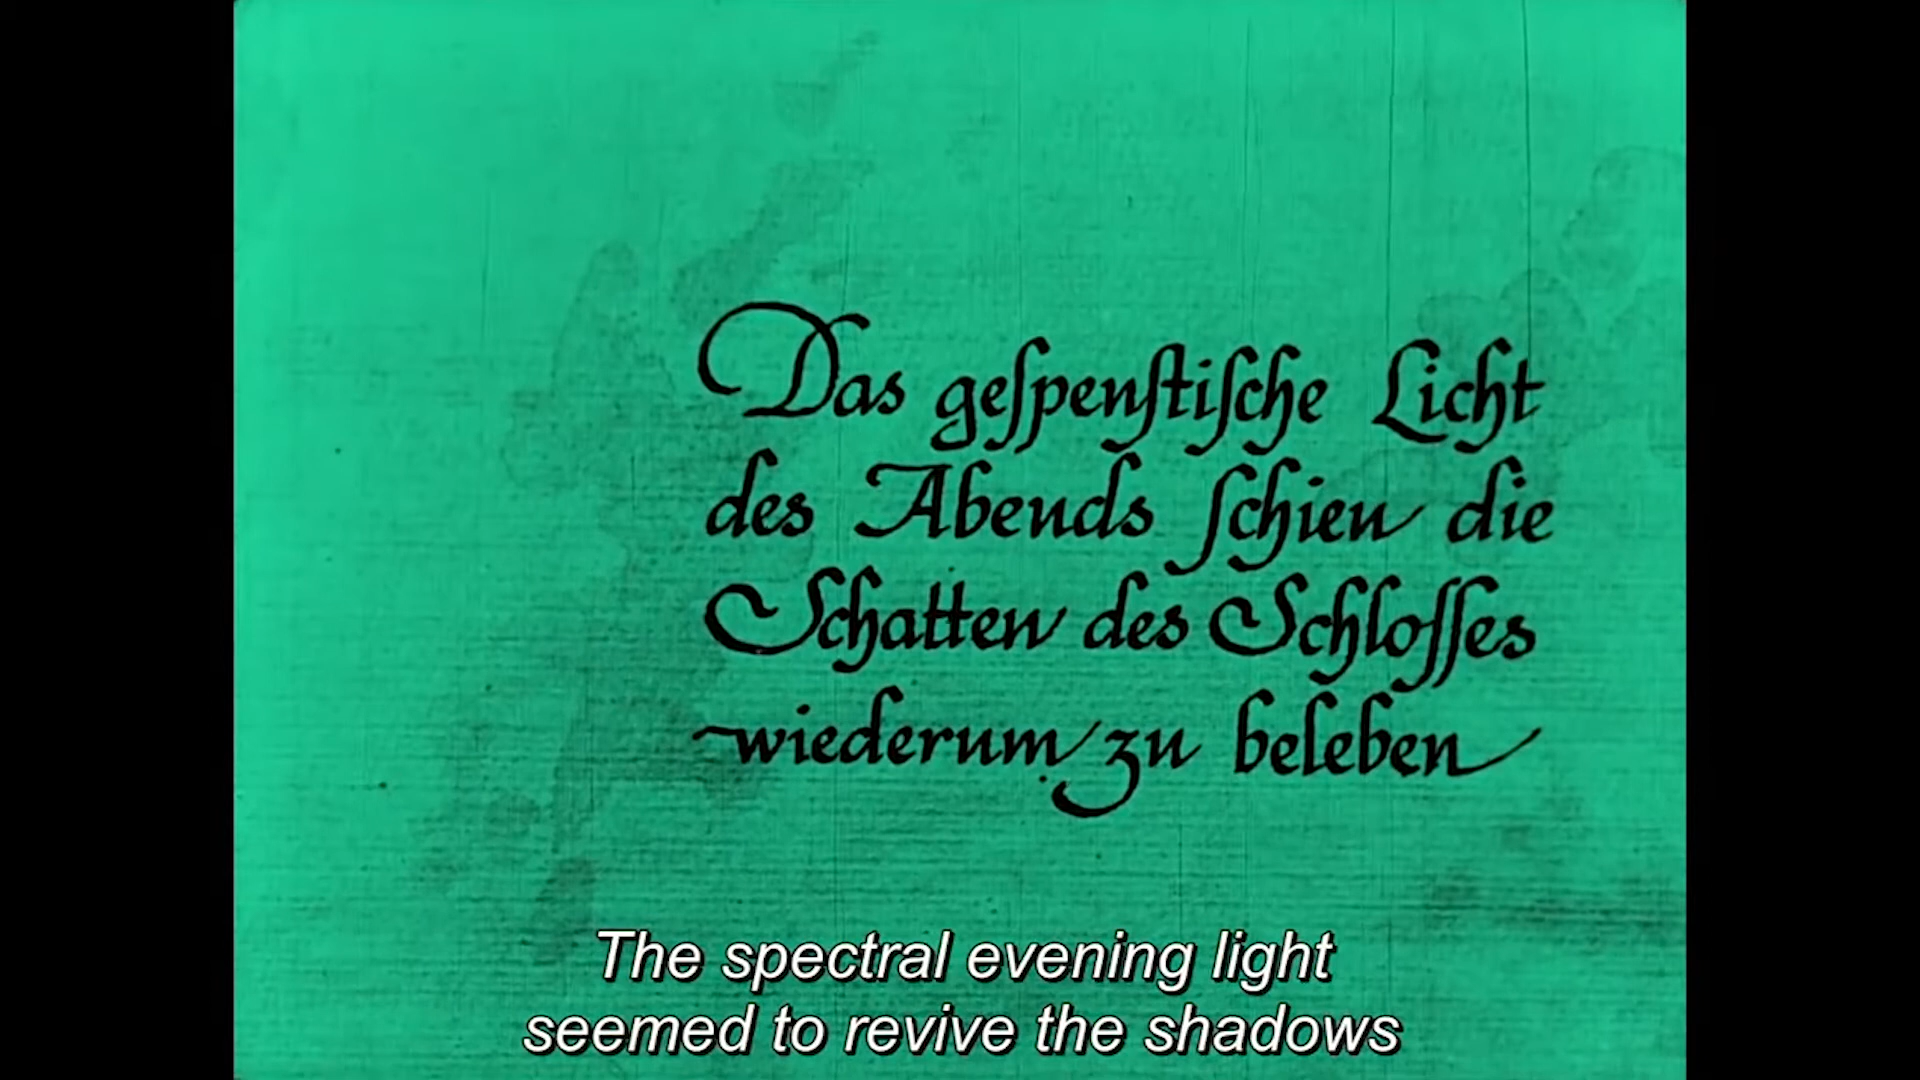 Das geſpenſtiſche Licht
des Abends ſchien die
Schatten des Schloſſes
wiederum zu beleben
The spectral evening light
seemed to revive the shadows